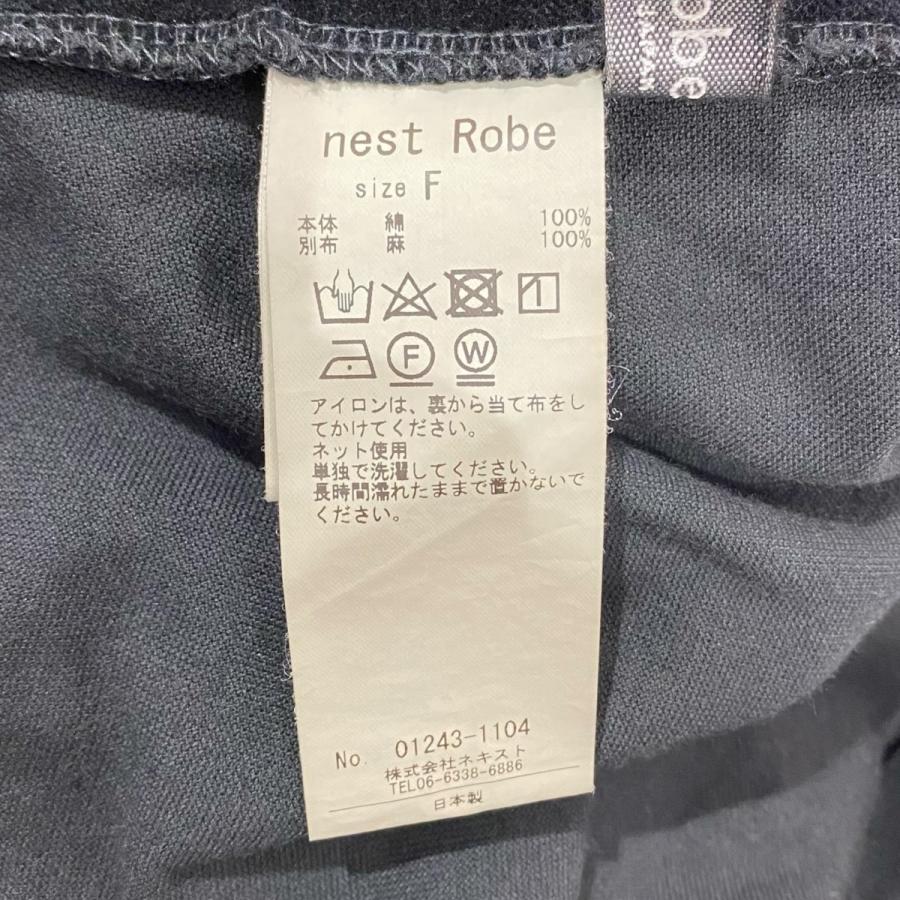 nest Robe
size F
本体 綿 100%
別布 麻 100%
F W
アイロンは、裏から当て布をし
てかけてください。
ネット使用
単独で洗濯してください。
長時間濡れたままで置かないで
ください。
No. 01243-1104
株式会社ネキスト
TEL06-6338-6886
日本製